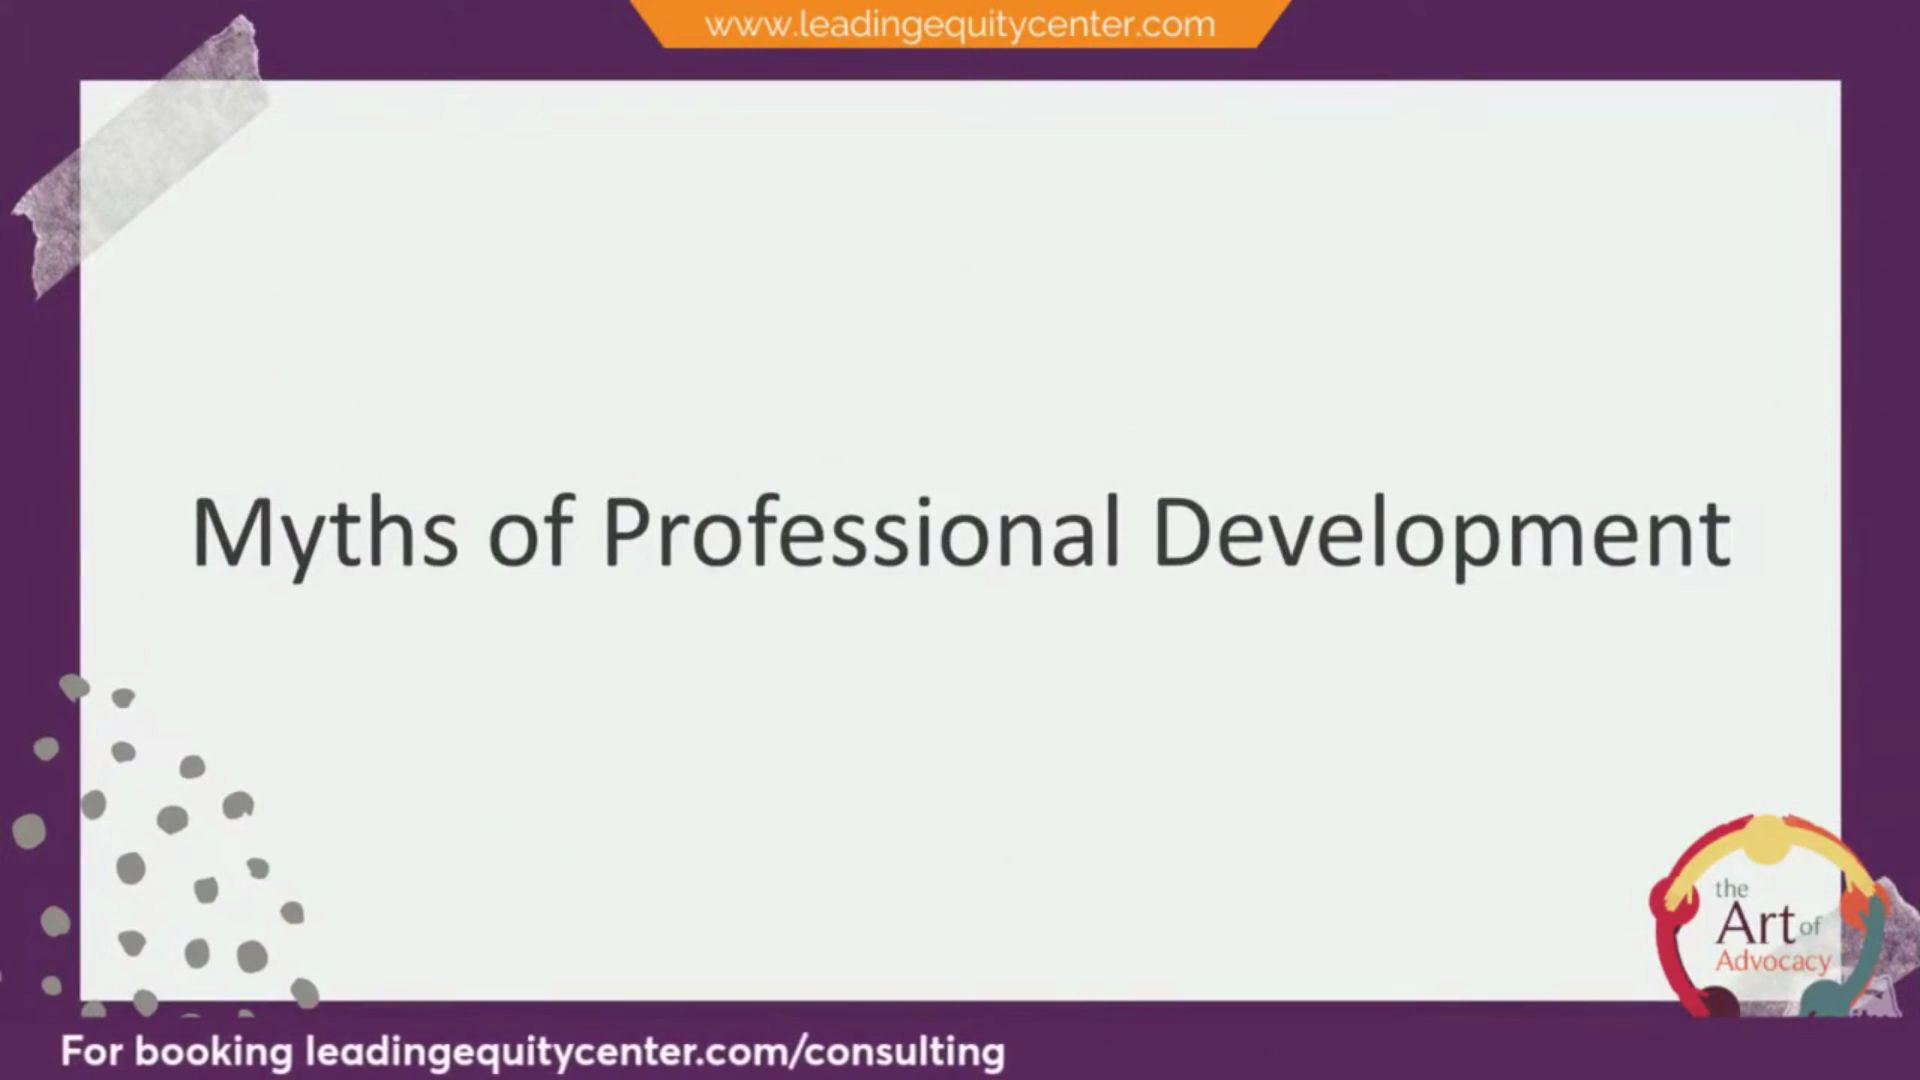 www.leadingequitycenter.com
Myths of Professional Development
the
Art of
Advocacy
For booking leadingequitycenter.com/consulting